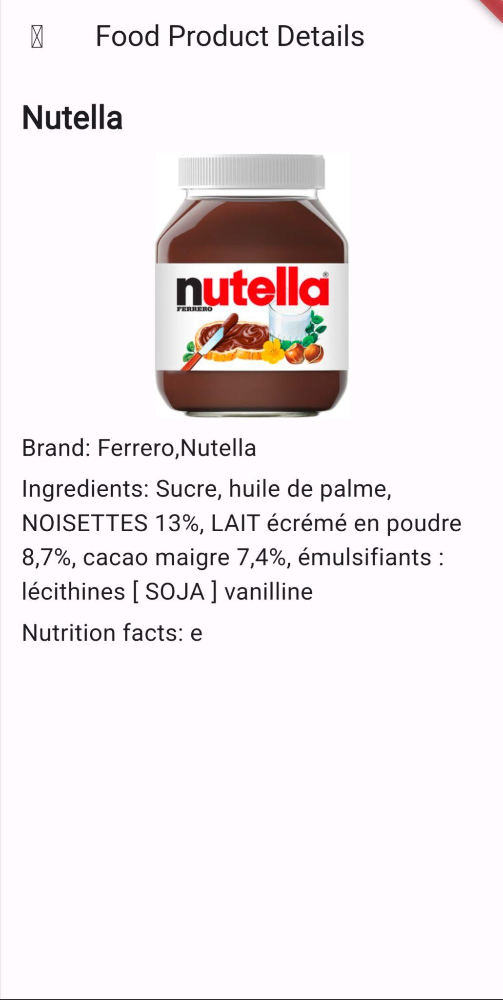 Food Product Details
Nutella
nutella®
FERRERO
Brand: Ferrero,Nutella
Ingredients: Sucre, huile de palme,
NOISETTES 13%, LAIT écrémé en poudre
8,7%, cacao maigre 7,4%, émulsifiants :
lécithines [ SOJA ] vanilline
Nutrition facts: e